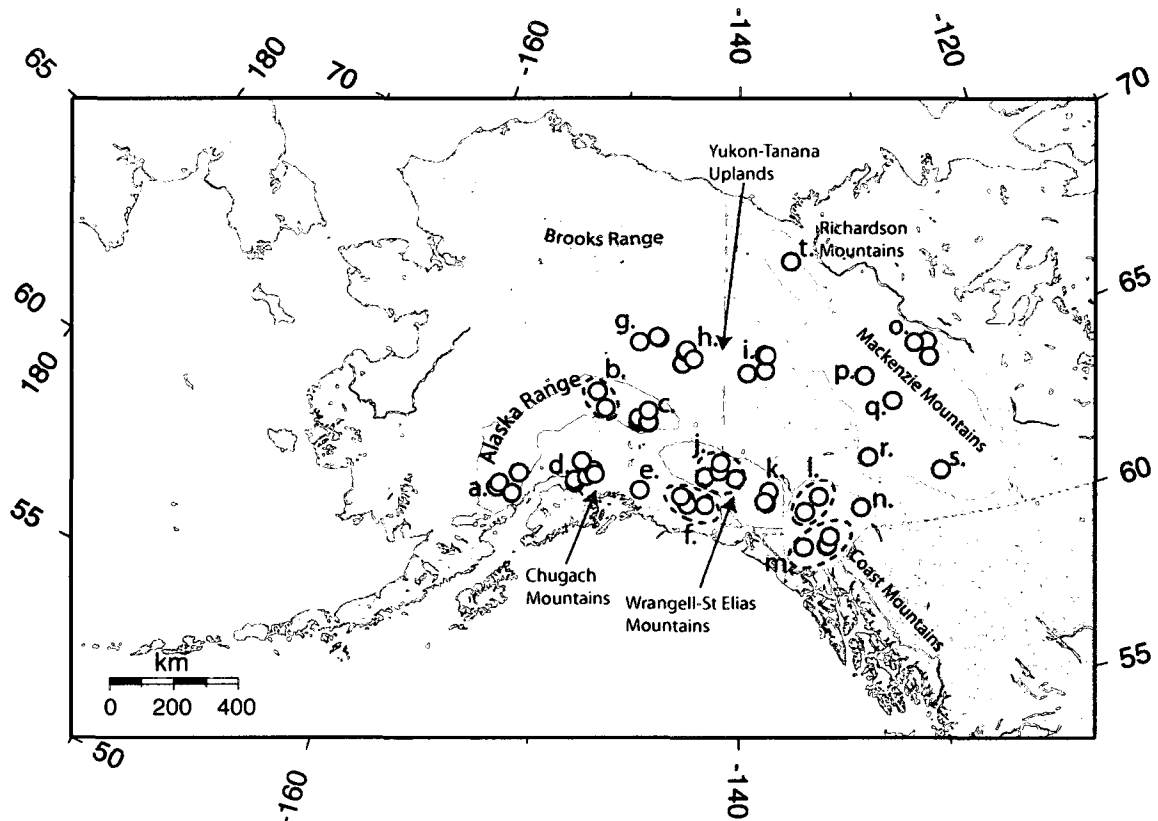 65
180
70
-160
-140
-120
70
Yukon-Tanana
Uplands
Brooks Range
Richardson
Mountains
t.
65
60
g.
h.
i.
o.
Mackenzie Mountains
p.
180
b.
Alaska Range
c.
q.
j.
r.
s.
60
d.
a.
e.
k.
l.
n.
55
f.
m.
Coast Mountains
Chugach
Mountains
Wrangell-St Elias
Mountains
55
km
0 200 400
50
-160
-140